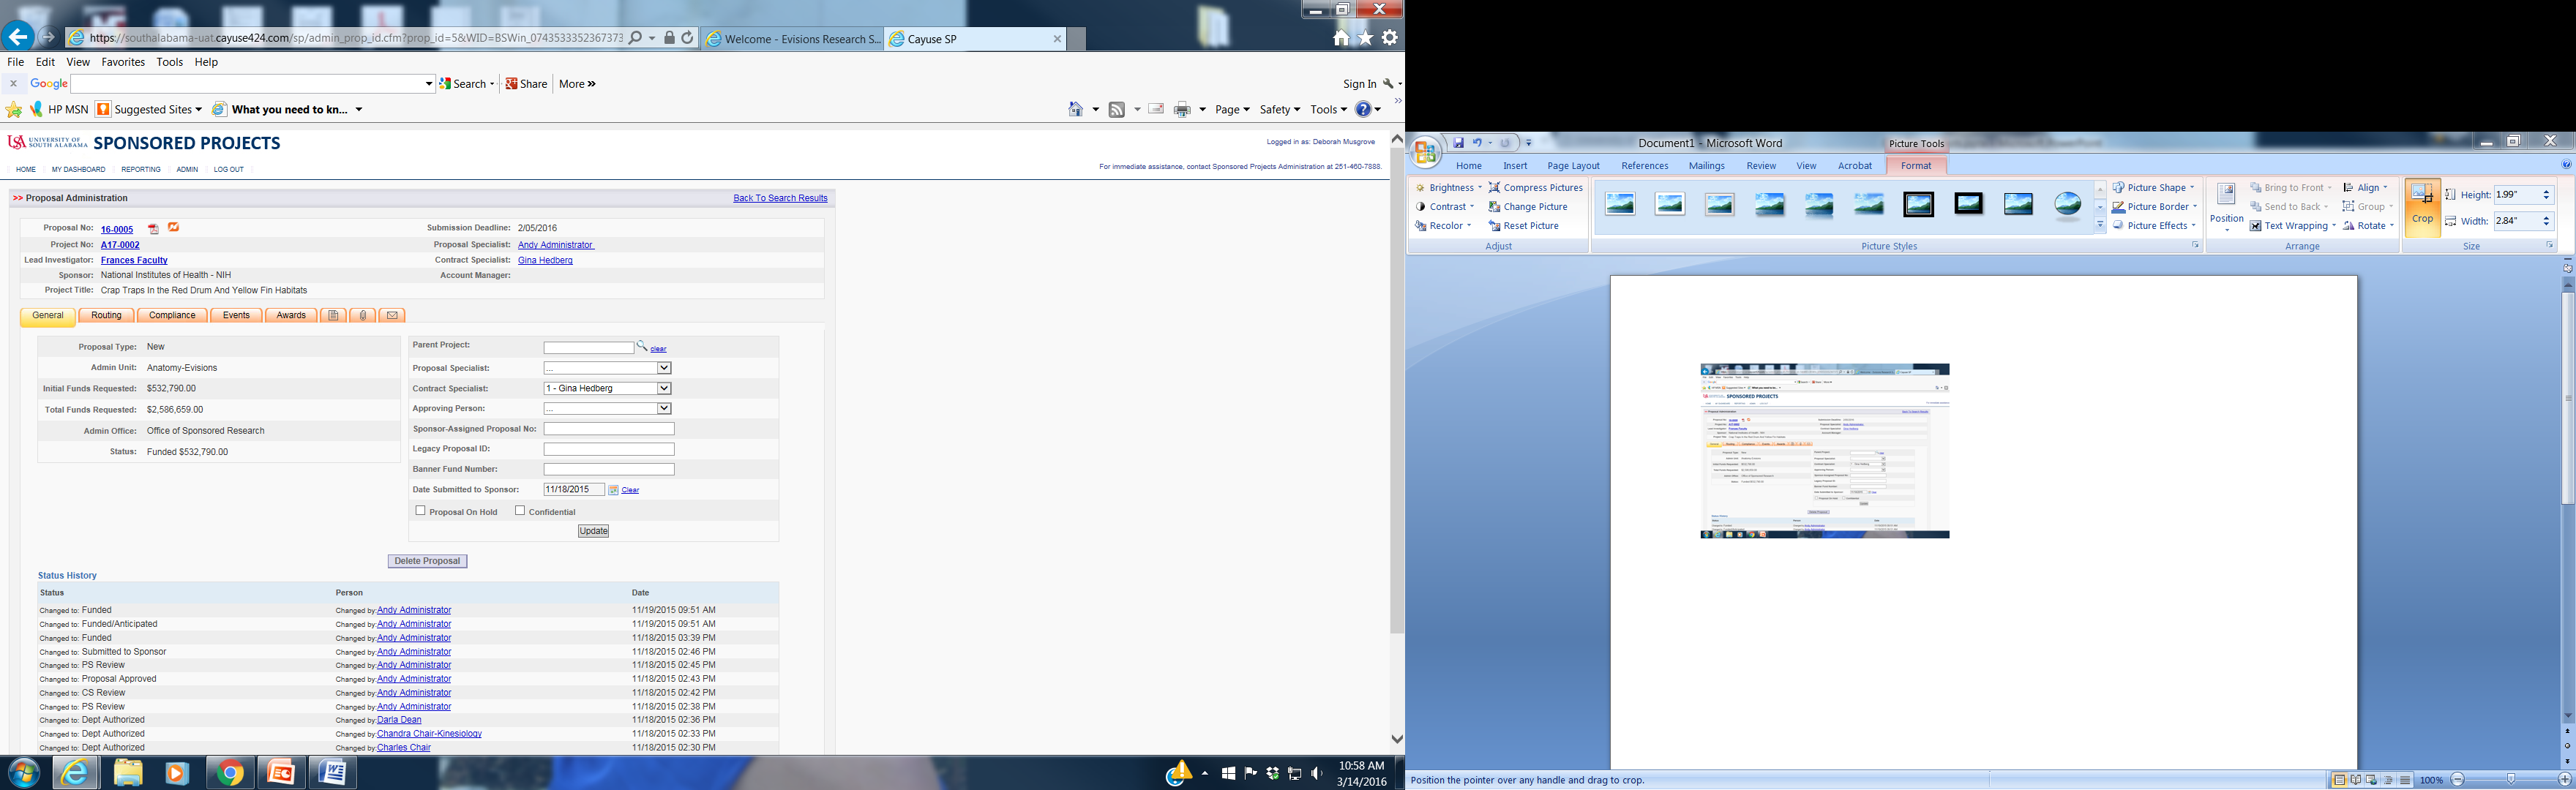 https://southalabama-uat.cayuse424.com/sp/admin_prop_id.cfm?prop_id=5&WID=BSWin_0743533352367373
Welcome - Evisions Research S...
Cayuse SP
File Edit View Favorites Tools Help
x Google Search Share More »
Sign In
HP MSN Suggested Sites What you need to kn...
Page Safety Tools
USA UNIVERSITY OF SOUTH ALABAMA SPONSORED PROJECTS
Logged in as: Deborah Musgrove
HOME MY DASHBOARD REPORTING ADMIN LOG OUT
For immediate assistance, contact Sponsored Projects Administration at 251-460-7888.
>> Proposal Administration Back To Search Results
Proposal No: 16-0005 Submission Deadline: 2/05/2016
Project No: A17-0002 Proposal Specialist: Andy Administrator
Lead Investigator: Frances Faculty Contract Specialist: Gina Hedberg
Sponsor: National Institutes of Health - NIH Account Manager:
Project Title: Crap Traps In the Red Drum And Yellow Fin Habitats
General Routing Compliance Events Awards
Proposal Type: New
Admin Unit: Anatomy-Evisions
Initial Funds Requested: $532,790.00
Total Funds Requested: $2,586,659.00
Admin Office: Office of Sponsored Research
Status: Funded $532,790.00
Parent Project: clear
Proposal Specialist: ...
Contract Specialist: 1 - Gina Hedberg
Approving Person: ...
Sponsor-Assigned Proposal No:
Legacy Proposal ID:
Banner Fund Number:
Date Submitted to Sponsor: 11/18/2015 Clear
Proposal On Hold Confidential
Update
Delete Proposal
Status History
Status Person Date
Changed to: Funded Changed by:Andy Administrator 11/19/2015 09:51 AM
Changed to: Funded/Anticipated Changed by:Andy Administrator 11/19/2015 09:51 AM
Changed to: Funded Changed by:Andy Administrator 11/18/2015 03:39 PM
Changed to: Submitted to Sponsor Changed by:Andy Administrator 11/18/2015 02:46 PM
Changed to: PS Review Changed by:Andy Administrator 11/18/2015 02:45 PM
Changed to: Proposal Approved Changed by:Andy Administrator 11/18/2015 02:43 PM
Changed to: CS Review Changed by:Andy Administrator 11/18/2015 02:42 PM
Changed to: PS Review Changed by:Andy Administrator 11/18/2015 02:38 PM
Changed to: Dept Authorized Changed by:Darla Dean 11/18/2015 02:36 PM
Changed to: Dept Authorized Changed by:Chandra Chair-Kinesiology 11/18/2015 02:33 PM
Changed to: Dept Authorized Changed by:Charles Chair 11/18/2015 02:30 PM
10:58 AM
3/14/2016
Document1 - Microsoft Word
Picture Tools
Home Insert Page Layout References Mailings Review View Acrobat Format
Brightness Compress Pictures
Contrast Change Picture
Recolor Reset Picture
Adjust
Picture Styles
Picture Shape
Picture Border
Picture Effects
Position
Bring to Front Align
Send to Back Group
Text Wrapping Rotate
Arrange
Crop
Height: 1.99"
Width: 2.84"
Size
SPONSORED PROJECTS
Position the pointer over any handle and drag to crop.
100%